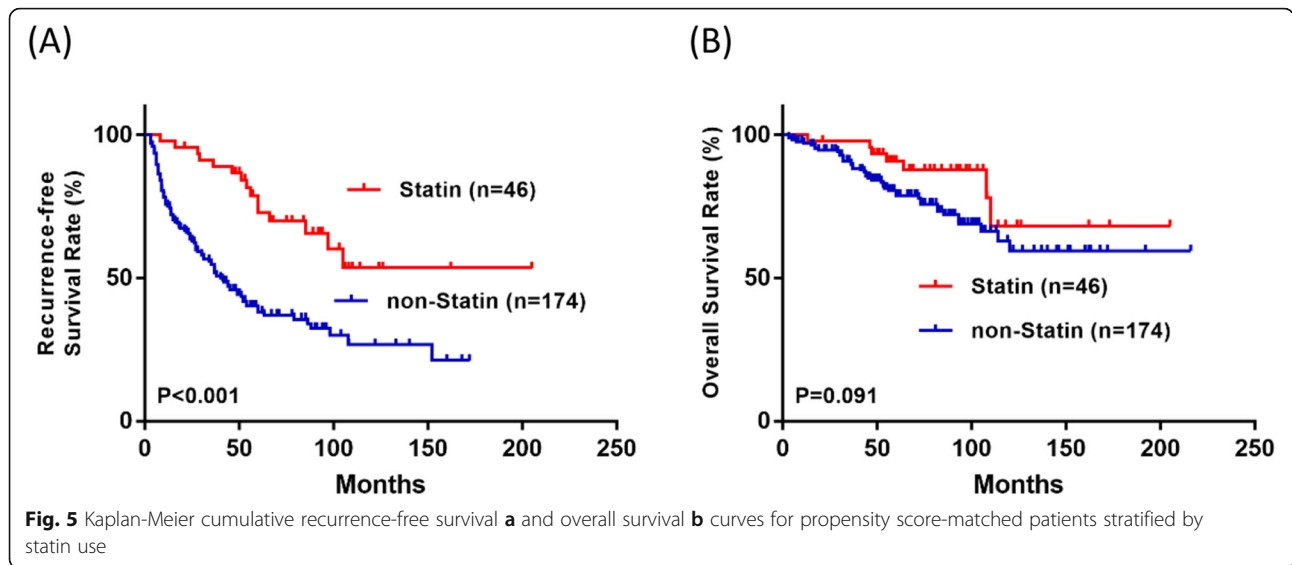 (A)
Recurrence-free
Survival Rate (%)
100
50
0
Statin (n=46)
non-Statin (n=174)
P<0.001
0 50 100 150 200 250
Months
(B)
Overall Survival Rate (%)
100
50
0
Statin (n=46)
non-Statin (n=174)
P=0.091
0 50 100 150 200 250
Months
Fig. 5 Kaplan-Meier cumulative recurrence-free survival a and overall survival b curves for propensity score-matched patients stratified by
statin use